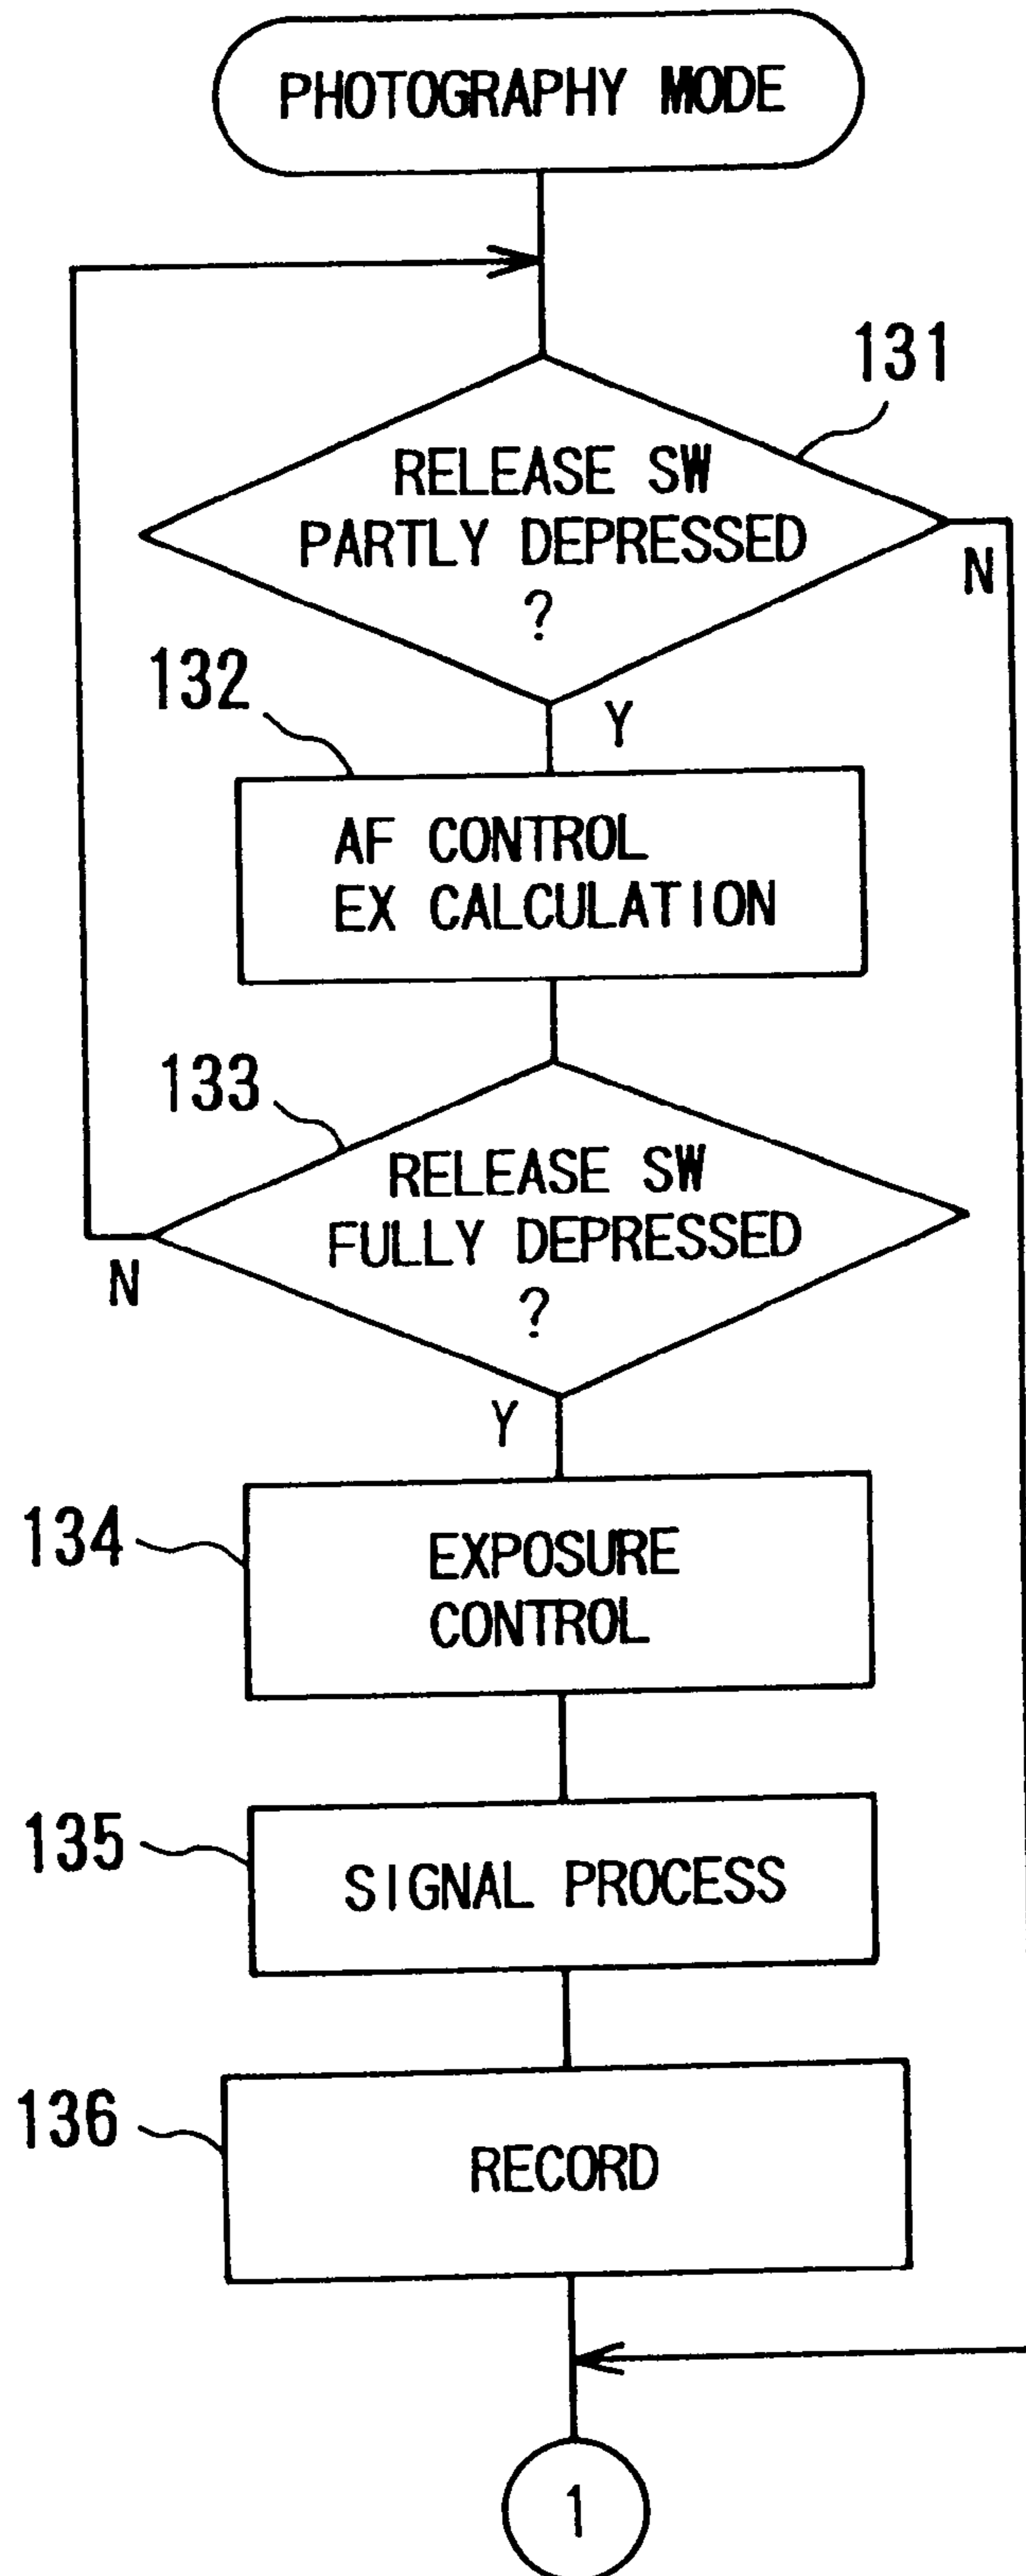 PHOTOGRAPHY MODE
131
RELEASE SW
PARTLY DEPRESSED
?
N
Y
132
AF CONTROL
EX CALCULATION
133
RELEASE SW
FULLY DEPRESSED
?
N
Y
134
EXPOSURE
CONTROL
135
SIGNAL PROCESS
136
RECORD
1